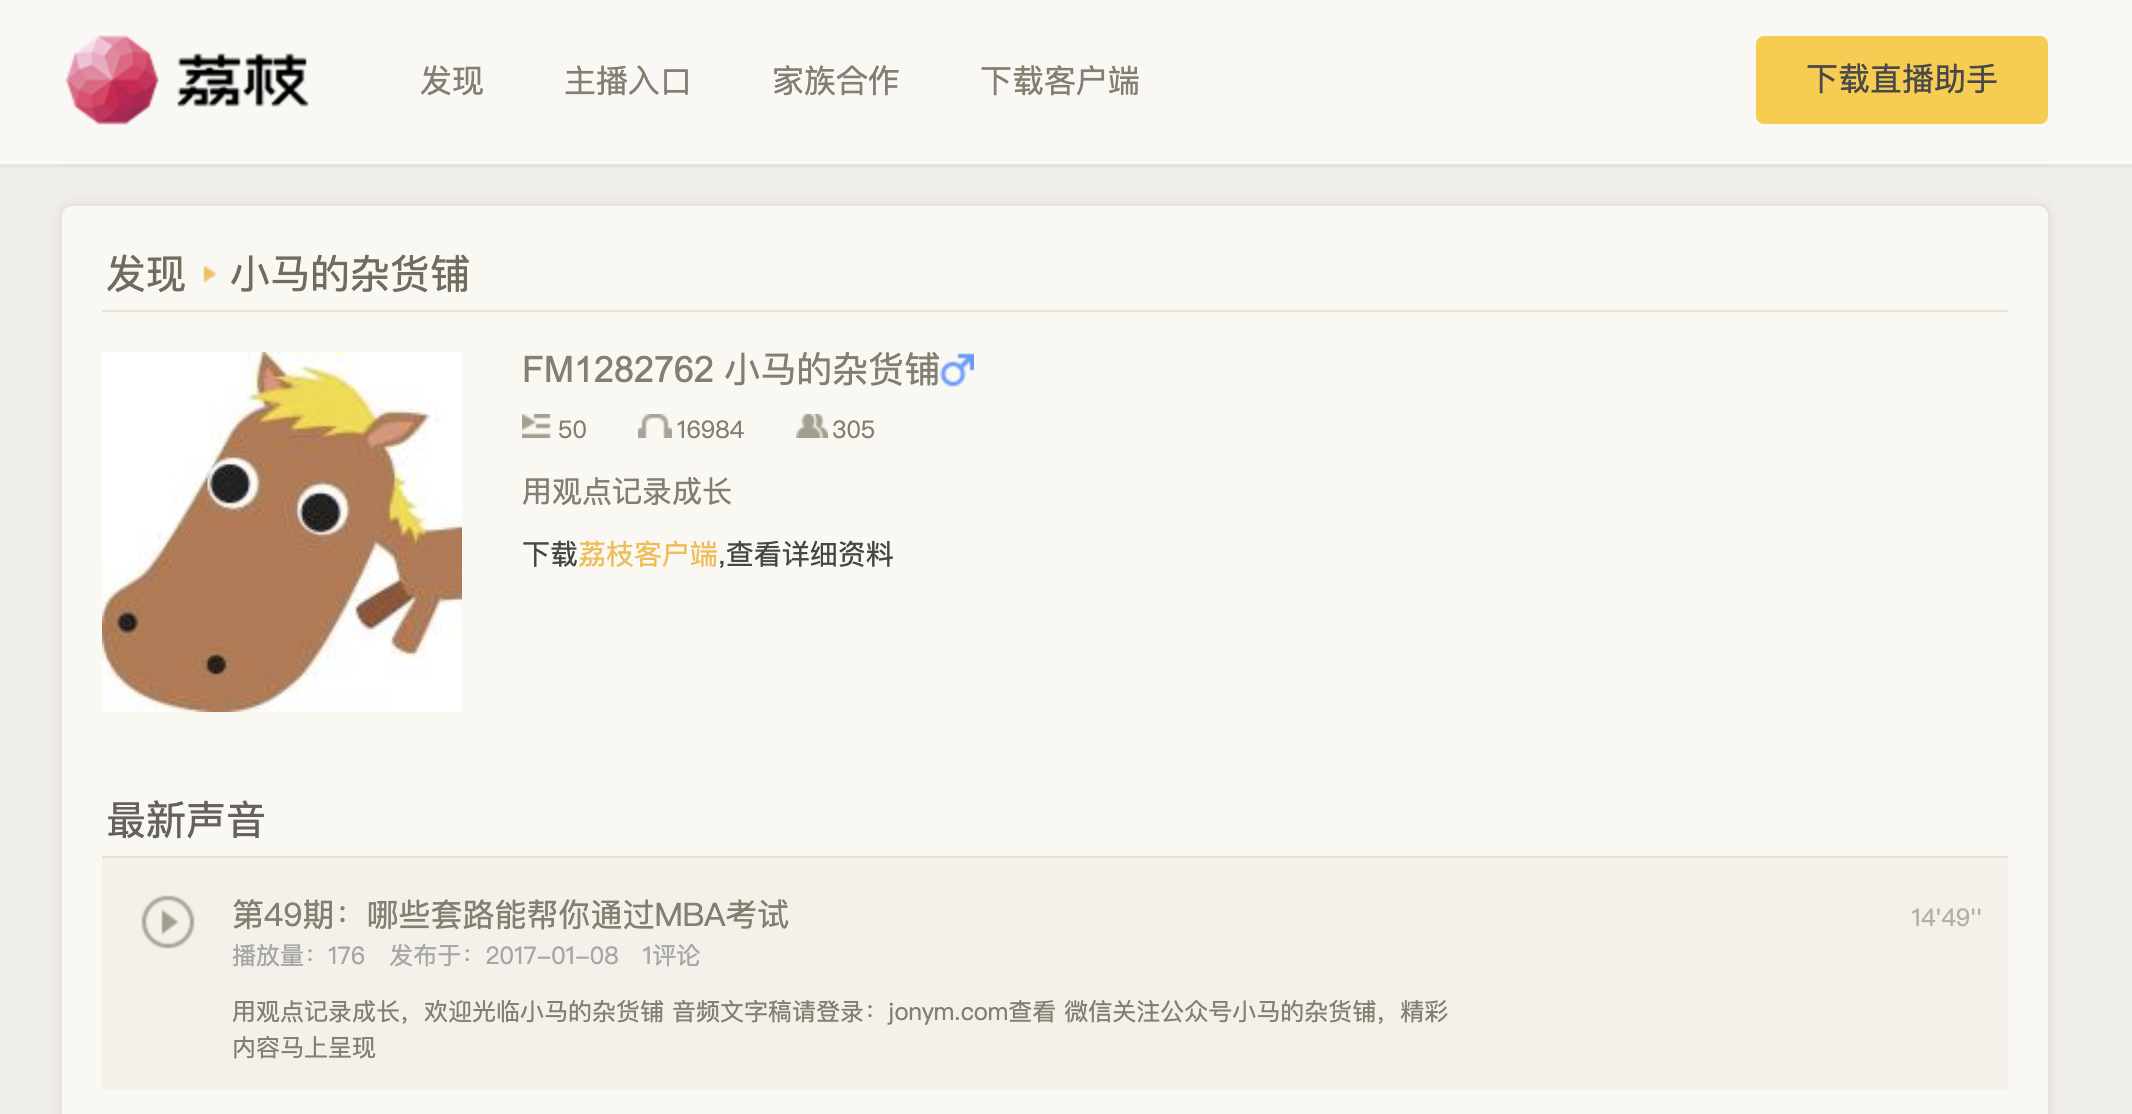 荔枝
发现
主播入口
家族合作
下载客户端
下载直播助手
发现 小马的杂货铺
FM1282762 小马的杂货铺
50 16984 305
用观点记录成长
下载荔枝客户端,查看详细资料
最新声音
第49期：哪些套路能帮你通过MBA考试
14'49''
播放量：176 发布于：2017-01-08 1评论
用观点记录成长，欢迎光临小马的杂货铺 音频文字稿请登录：jonym.com查看 微信关注公众号小马的杂货铺，精彩
内容马上呈现